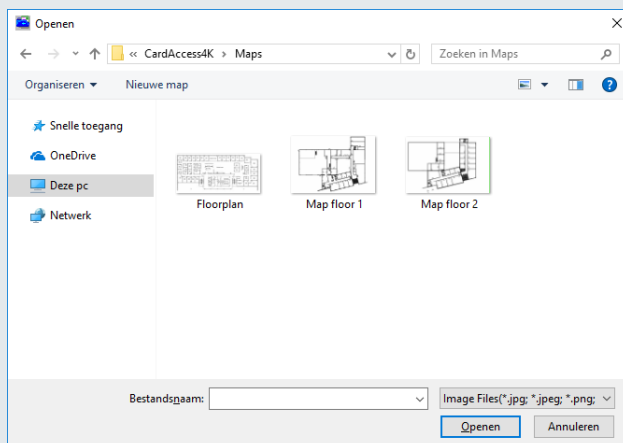 Openen
« CardAccess4K > Maps
Zoeken in Maps
Organiseren
Nieuwe map
Snelle toegang
OneDrive
Deze pc
Netwerk
Floorplan
Map floor 1
Map floor 2
Bestandsnaam:
Image Files(*.jpg; *.jpeg; *.png;
Openen
Annuleren